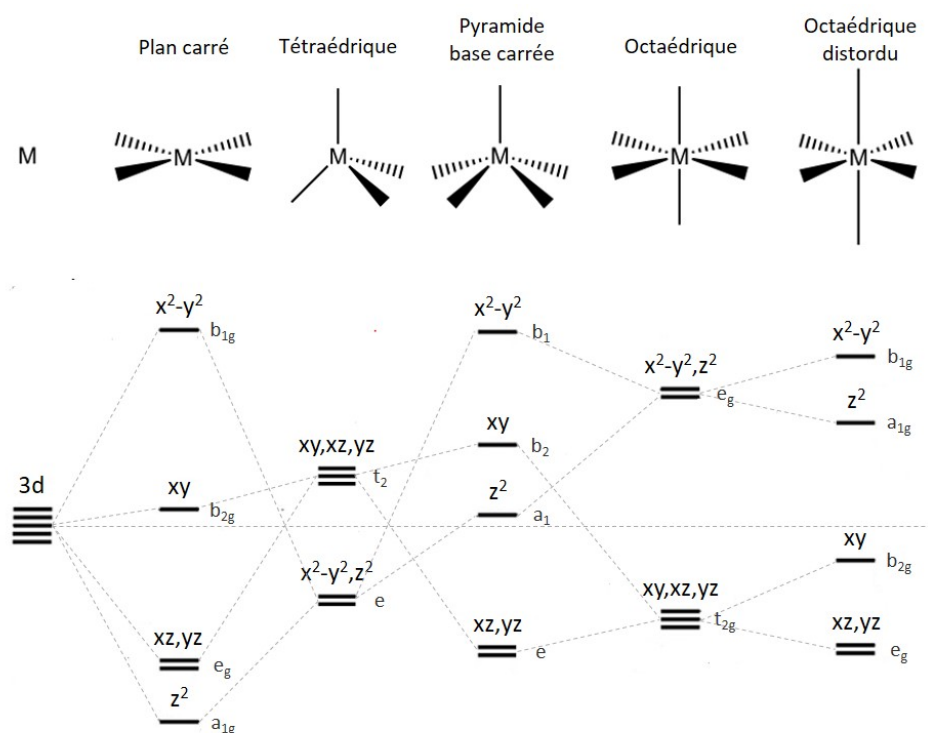 Plan carré
Tétraédrique
Pyramide
base carrée
Octaédrique
Octaédrique
distordu
M
M
M
M
M
M
3d
x²-y²
b1g
xy
b2g
xz,yz
eg
z²
a1g
xy,xz,yz
t2
x²-y²,z²
e
x²-y²
b1
xy
b2
z²
a1
xz,yz
e
x²-y²,z²
eg
xy,xz,yz
t2g
x²-y²
b1g
z²
a1g
xy
b2g
xz,yz
eg